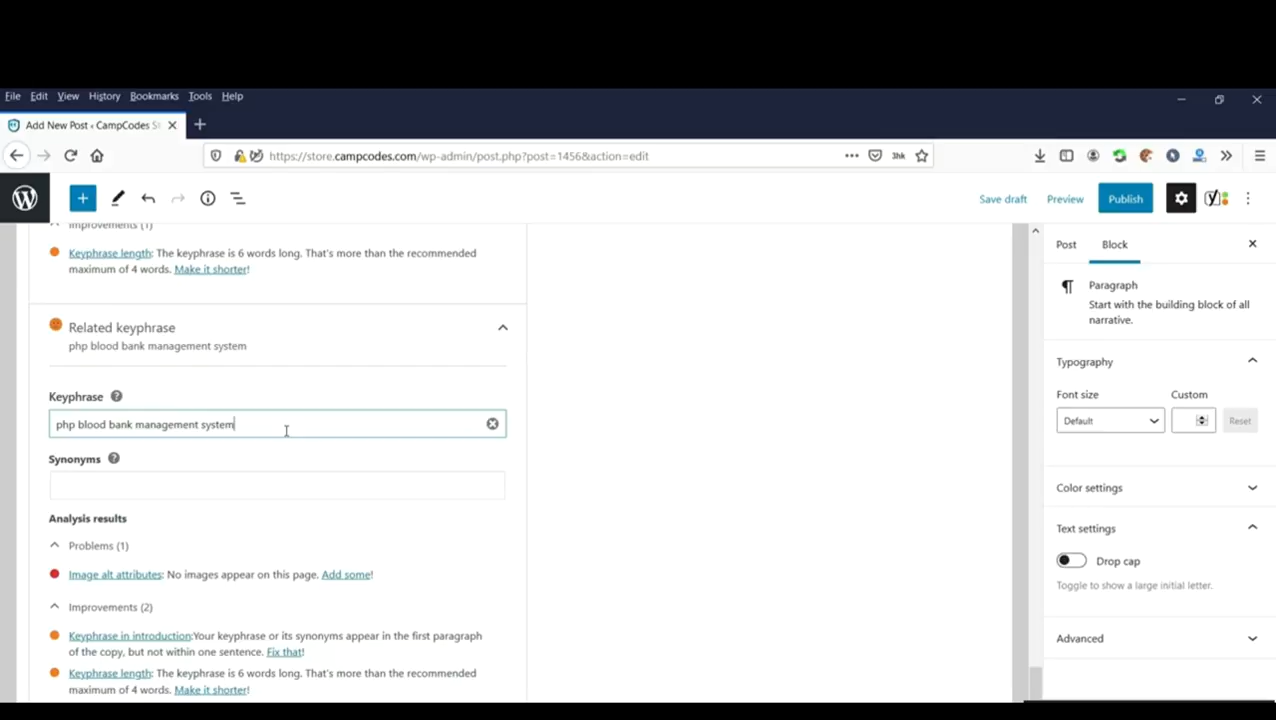 File Edit View History Bookmarks Tools Help
Add New Post ‹ CampCodes St
https://store.campcodes.com/wp-admin/post.php?post=1456&action=edit
Save draft Preview Publish
Improvements (1)
Keyphrase length: The keyphrase is 6 words long. That's more than the recommended
maximum of 4 words. Make it shorter!
Related keyphrase
php blood bank management system
Keyphrase
php blood bank management system
Synonyms
Analysis results
Problems (1)
Image alt attributes: No images appear on this page. Add some!
Improvements (2)
Keyphrase in introduction:Your keyphrase or its synonyms appear in the first paragraph
of the copy, but not within one sentence. Fix that!
Keyphrase length: The keyphrase is 6 words long. That's more than the recommended
maximum of 4 words. Make it shorter!
Post Block
Paragraph
Start with the building block of all
narrative.
Typography
Font size Custom
Default Reset
Color settings
Text settings
Drop cap
Toggle to show a large initial letter.
Advanced